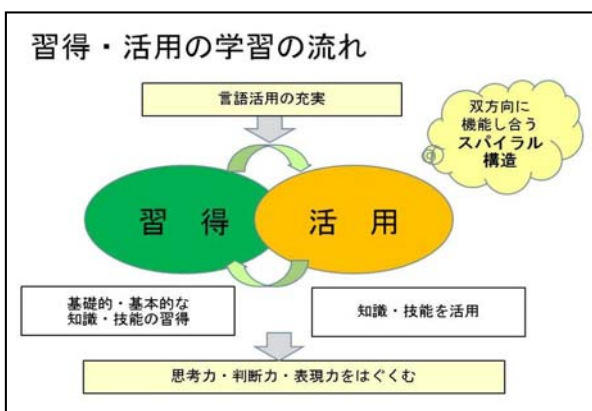 習得・活用の学習の流れ
言語活用の充実
双方向に
機能し合う
スパイラル
構造
習 得
活 用
基礎的・基本的な
知識・技能の習得
知識・技能を活用
思考力・判断力・表現力をはぐくむ